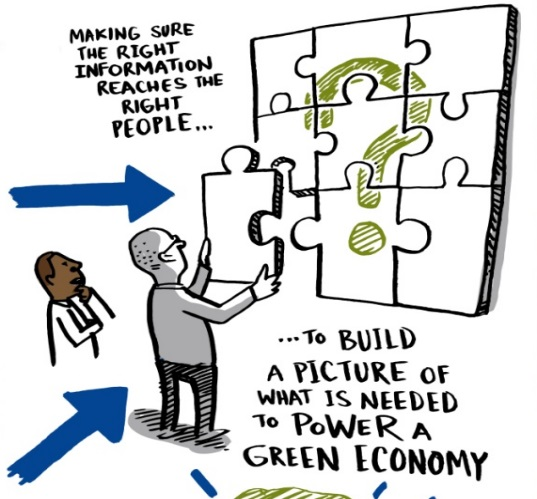 MAKING SURE
THE RIGHT
INFORMATION
REACHES THE
RIGHT
PEOPLE...
?
...TO BUILD
A PICTURE OF
WHAT IS NEEDED
TO POWER A
GREEN ECONOMY